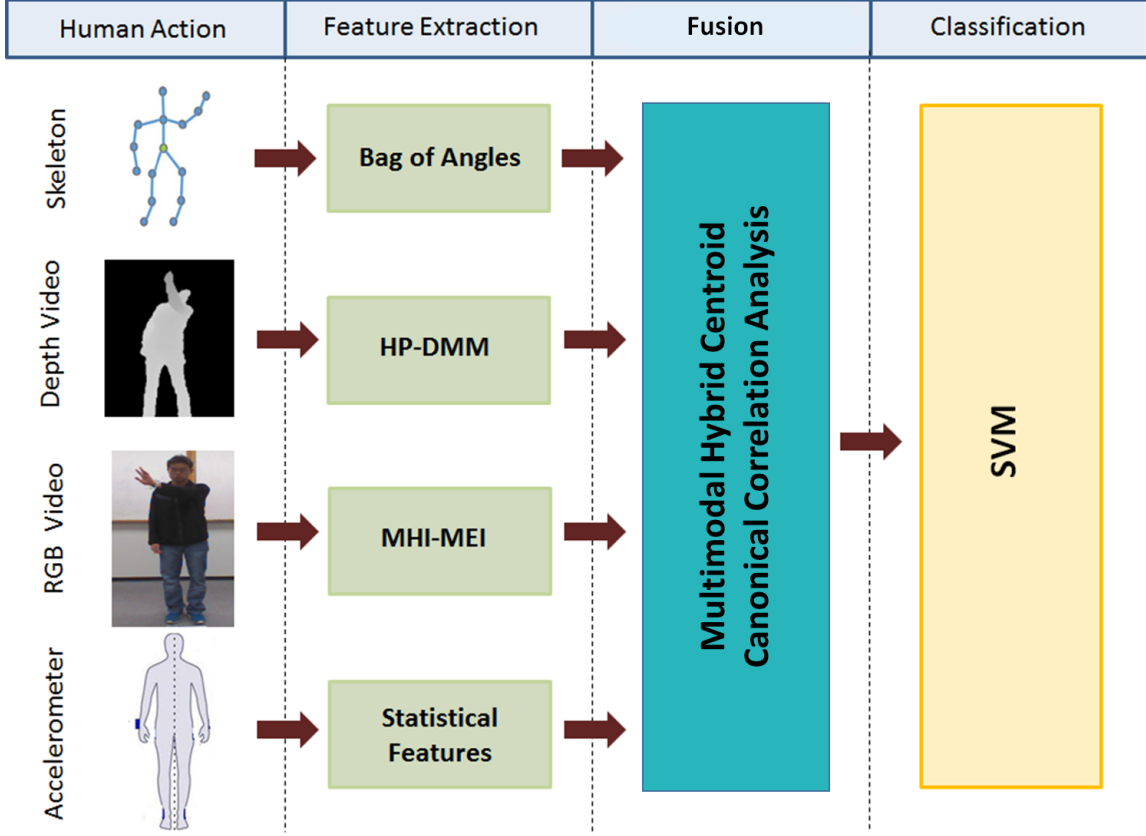 Human Action
Feature Extraction
Fusion
Classification
Skeleton
Bag of Angles
Depth Video
HP-DMM
RGB Video
MHI-MEI
Accelerometer
Statistical
Features
Multimodal Hybrid Centroid
Canonical Correlation Analysis
SVM